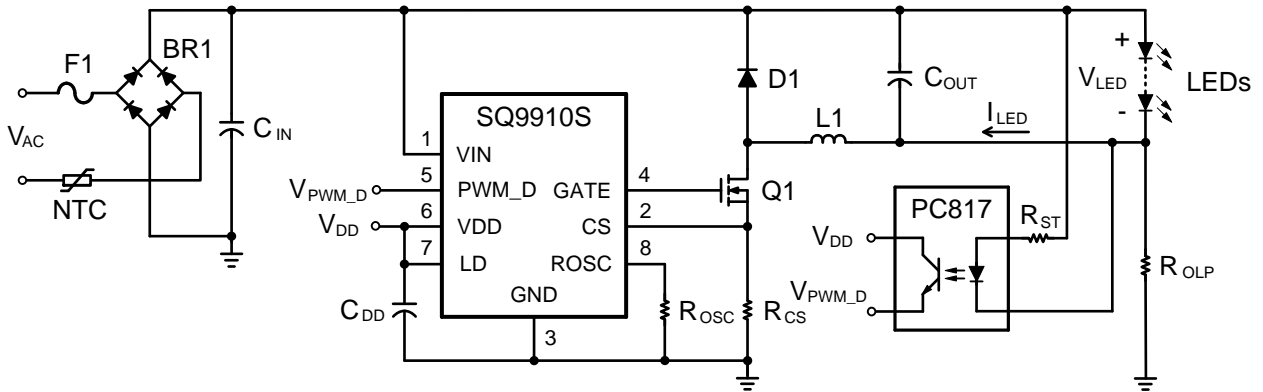 F1
BR1
V_AC
NTC
C_IN
SQ9910S
1
VIN
5
PWM_D
V_PWM_D
6
VDD
V_DD
7
LD
C_DD
GND
3
GATE
4
CS
2
ROSC
8
R_OSC
R_CS
Q1
D1
L1
C_OUT
I_LED
+
V_LED
-
LEDs
PC817
R_ST
V_DD
V_PWM_D
R_OLP